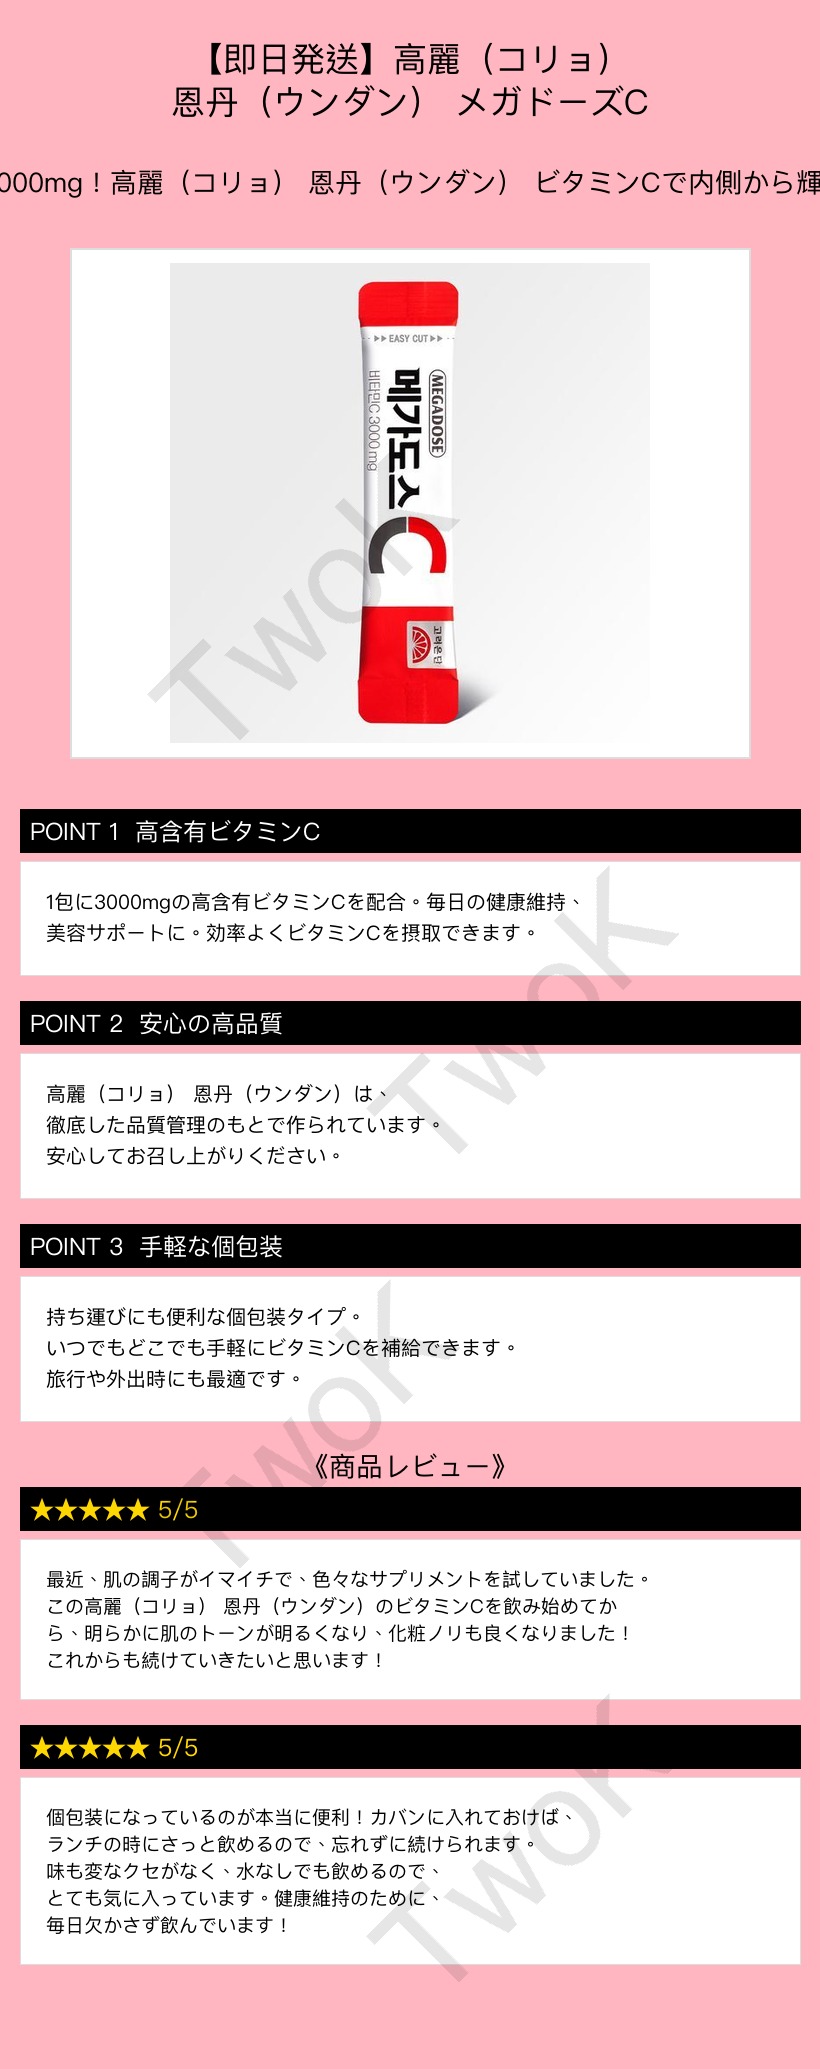 【即日発送】高麗（コリョ）
恩丹（ウンダン） メガドーズC
000mg！高麗（コリョ） 恩丹（ウンダン） ビタミンCで内側から輝
EASY CUT
MEGADOSE
메가도스
비타민C 3000 mg
C
고려은단
TwoK
POINT 1 高含有ビタミンC
1包に3000mgの高含有ビタミンCを配合。毎日の健康維持、
美容サポートに。効率よくビタミンCを摂取できます。
TwoK
POINT 2 安心の高品質
高麗（コリョ） 恩丹（ウンダン）は、
徹底した品質管理のもとで作られています。
安心してお召し上がりください。
POINT 3 手軽な個包装
持ち運びにも便利な個包装タイプ。
いつでもどこでも手軽にビタミンCを補給できます。
旅行や外出時にも最適です。
TwoK
《商品レビュー》
★★★★★ 5/5
最近、肌の調子がイマイチで、色々なサプリメントを試していました。
この高麗（コリョ） 恩丹（ウンダン）のビタミンCを飲み始めてか
ら、明らかに肌のトーンが明るくなり、化粧ノリも良くなりました！
これからも続けていきたいと思います！
★★★★★ 5/5
個包装になっているのが本当に便利！カバンに入れておけば、
ランチの時にさっと飲めるので、忘れずに続けられます。
味も変なクセがなく、水なしでも飲めるので、
とても気に入っています。健康維持のために、
毎日欠かさず飲んでいます！
TwoK